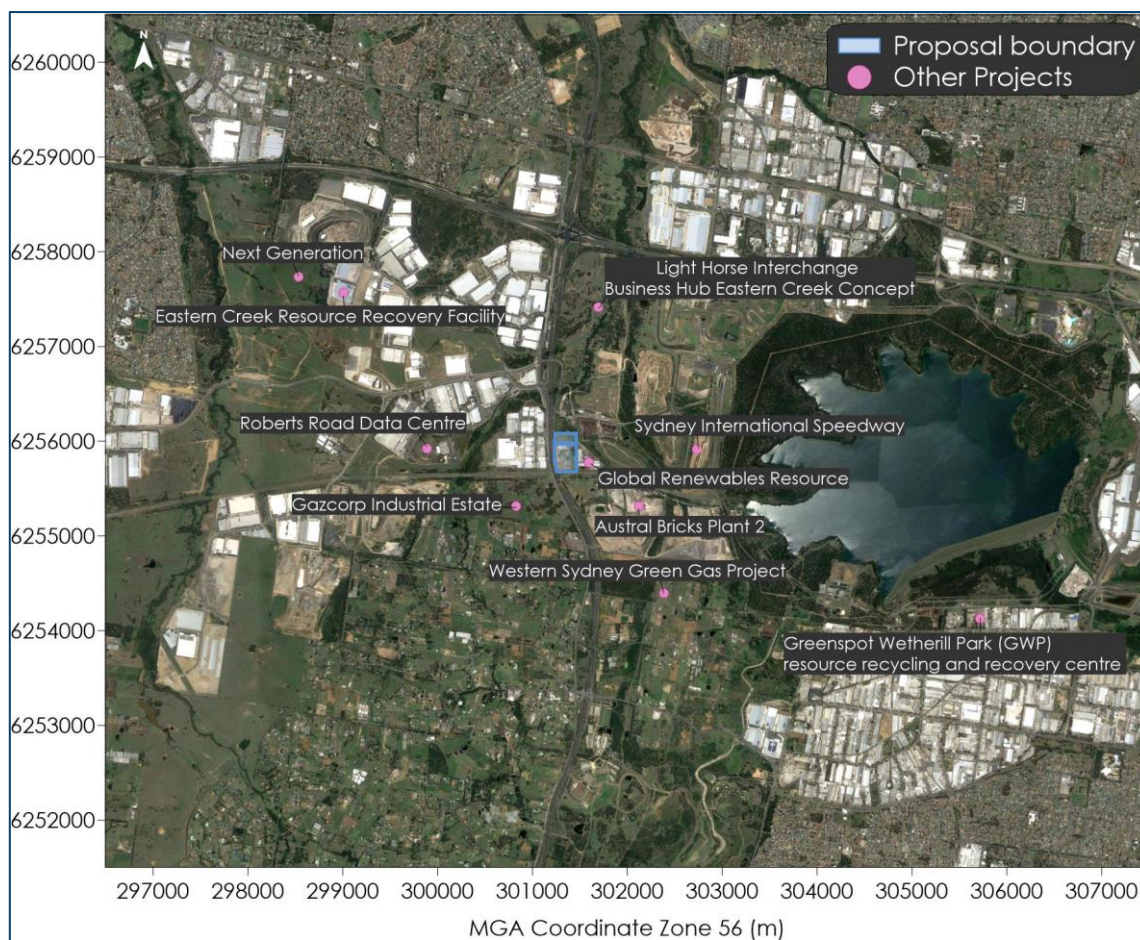 N
Proposal boundary
Other Projects
6260000
6259000
6258000
6257000
6256000
6255000
6254000
6253000
6252000
Next Generation
Light Horse Interchange
Business Hub Eastern Creek Concept
Eastern Creek Resource Recovery Facility
Roberts Road Data Centre
Sydney International Speedway
Global Renewables Resource
Gazcorp Industrial Estate
Austral Bricks Plant 2
Western Sydney Green Gas Project
Greenspot Wetherill Park (GWP)
resource recycling and recovery centre
297000 298000 299000 300000 301000 302000 303000 304000 305000 306000 307000
MGA Coordinate Zone 56 (m)